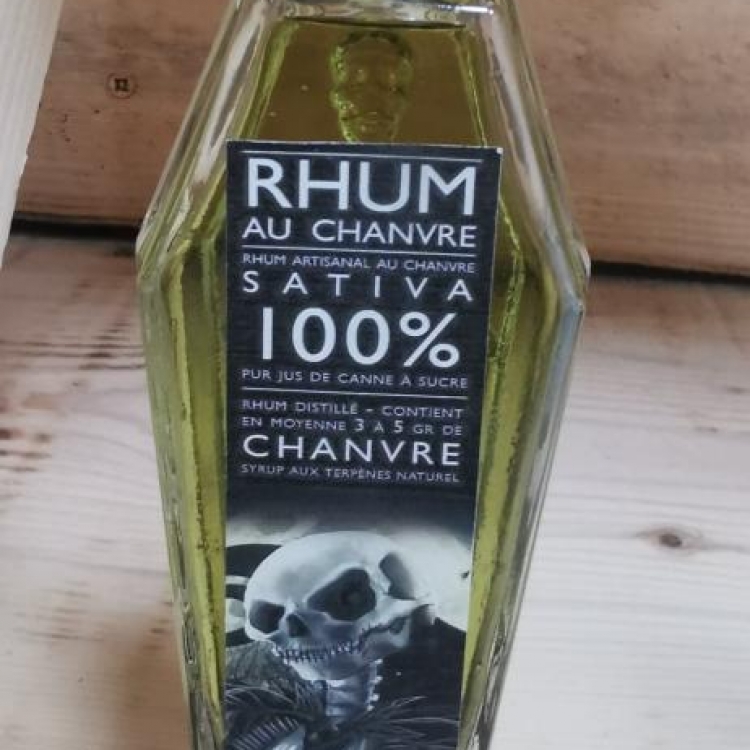 RHUM
AU CHANVRE
RHUM ARTISANAL AU CHANVRE
SATIVA
100%
PUR JUS DE CANNE À SUCRE
RHUM DISTILLÉ – CONTIENT
EN MOYENNE 3 À 5 GR DE
CHANVRE
SYRUP AUX TERPÈNES NATUREL